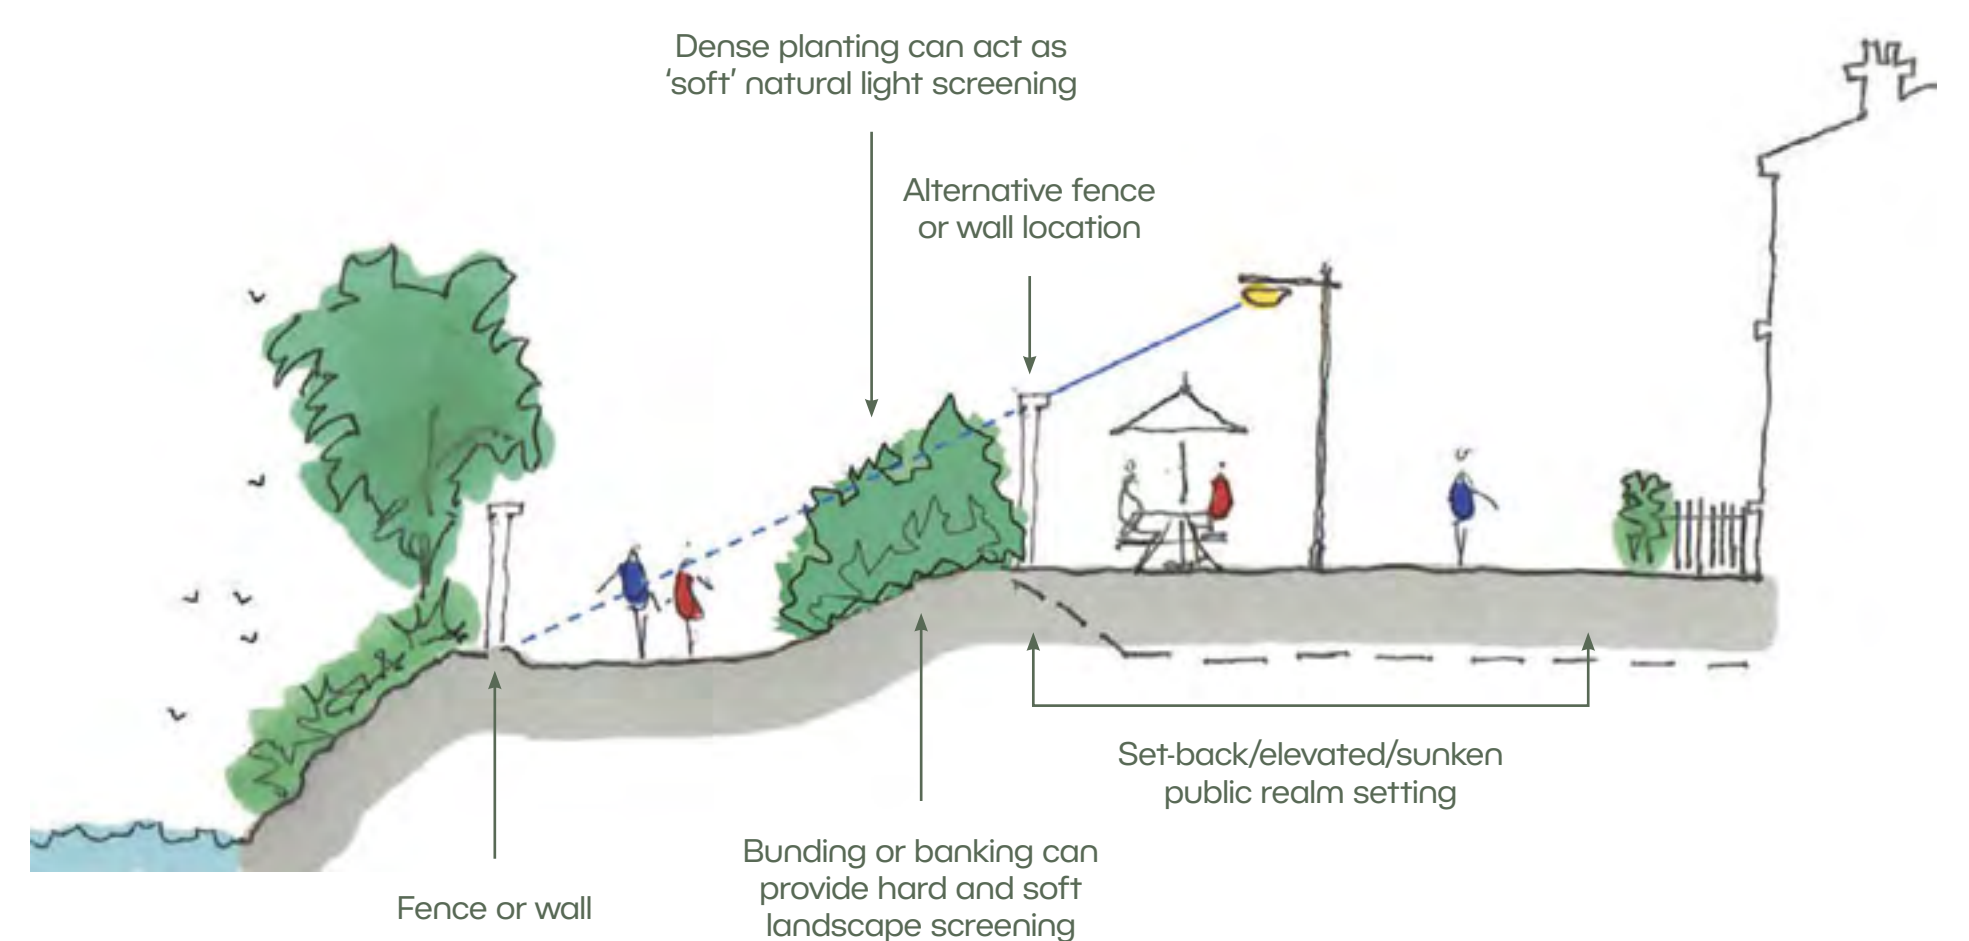 Dense planting can act as
‘soft’ natural light screening
Alternative fence
or wall location
Set-back/elevated/sunken
public realm setting
Bunding or banking can
provide hard and soft
landscape screening
Fence or wall